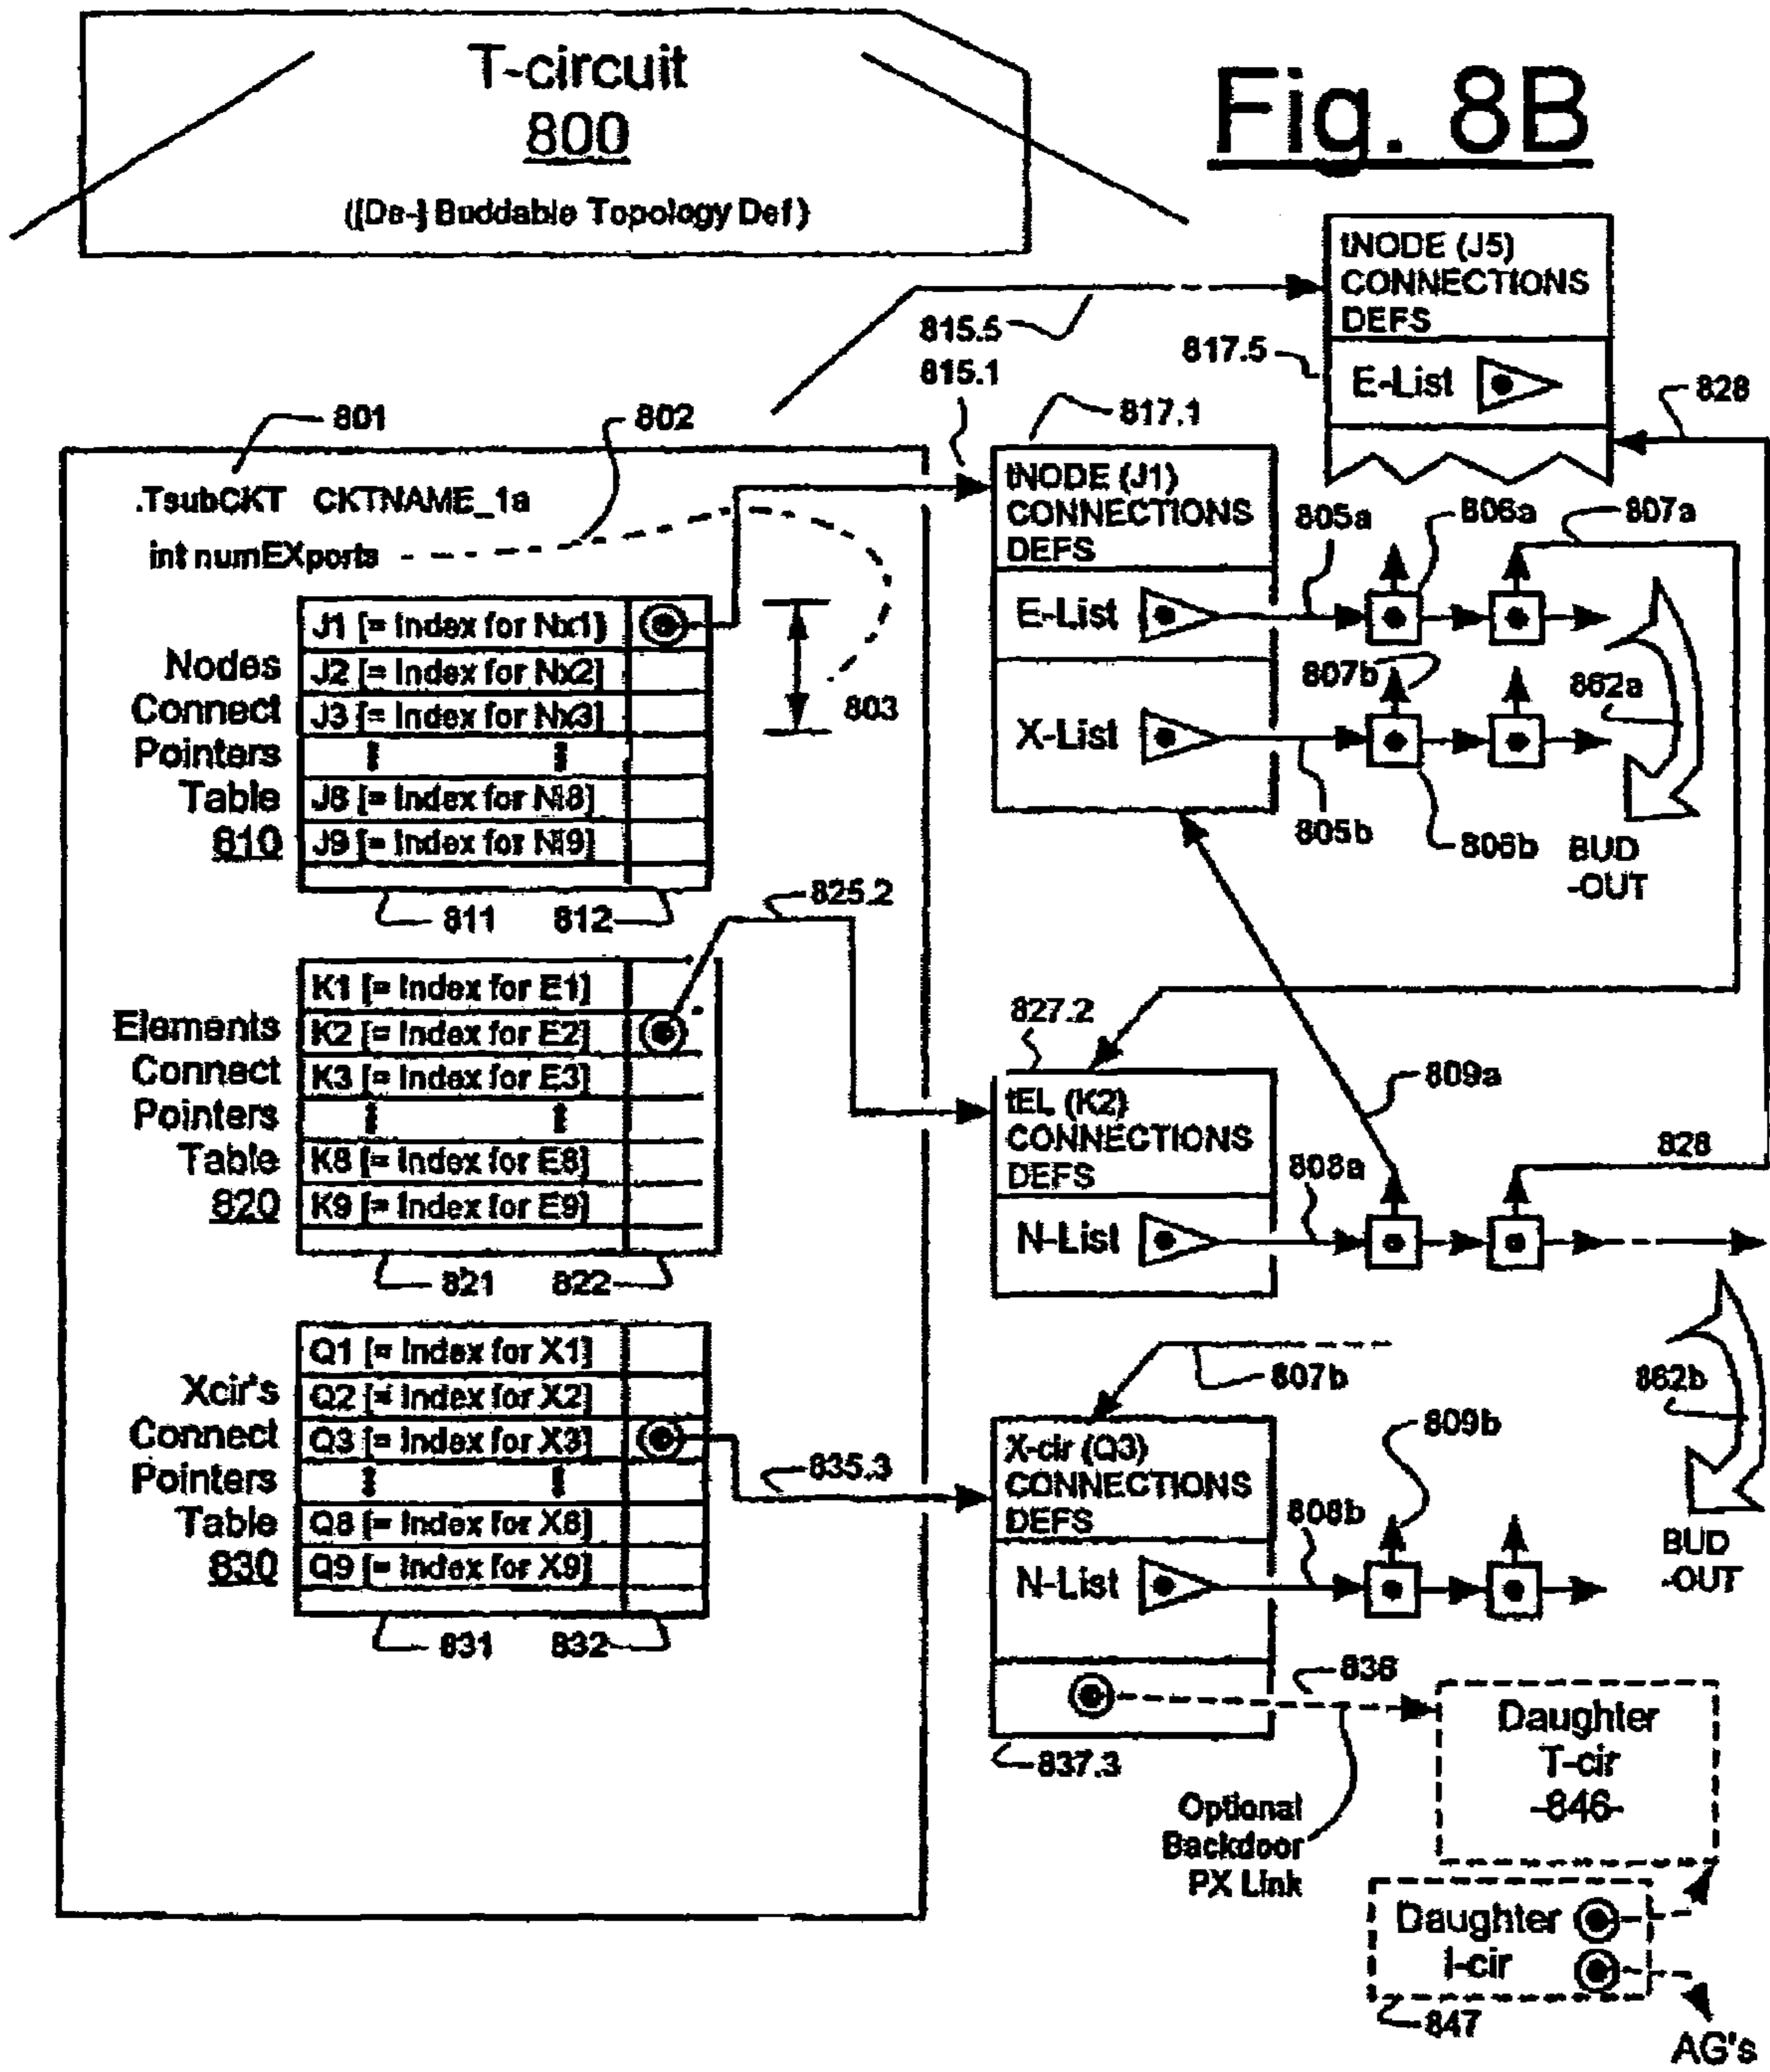 T-circuit
800
([De-] Buddable Topology Def)
Fig. 8B
tNODE (J5)
CONNECTIONS
DEFS
E-List
817.5
815.5
815.1
817.1
828
801
802
.TsubCKT CKTNAME_1a
int numEXports
803
Nodes
Connect
Pointers
Table
810
J1 [= Index for Nx1]
J2 [= Index for Nx2]
J3 [= Index for Nx3]
J8 [= Index for Ni8]
J9 [= Index for Ni9]
811 812
tNODE (J1)
CONNECTIONS
DEFS
E-List
X-List
805a
806a
807a
807b
862a
805b
806b
BUD
-OUT
825.2
Elements
Connect
Pointers
Table
820
K1 [= Index for E1]
K2 [= Index for E2]
K3 [= Index for E3]
K8 [= Index for E8]
K9 [= Index for E9]
821 822
827.2
tEL (K2)
CONNECTIONS
DEFS
N-List
808a
809a
828
862b
BUD
-OUT
Xcir's
Connect
Pointers
Table
830
Q1 [= Index for X1]
Q2 [= Index for X2]
Q3 [= Index for X3]
Q8 [= Index for X8]
Q9 [= Index for X9]
831 832
835.3
807b
X-cir (Q3)
CONNECTIONS
DEFS
N-List
808b
809b
836
837.3
Optional
Backdoor
PX Link
Daughter
T-cir
-846-
Daughter
I-cir
847
AG's